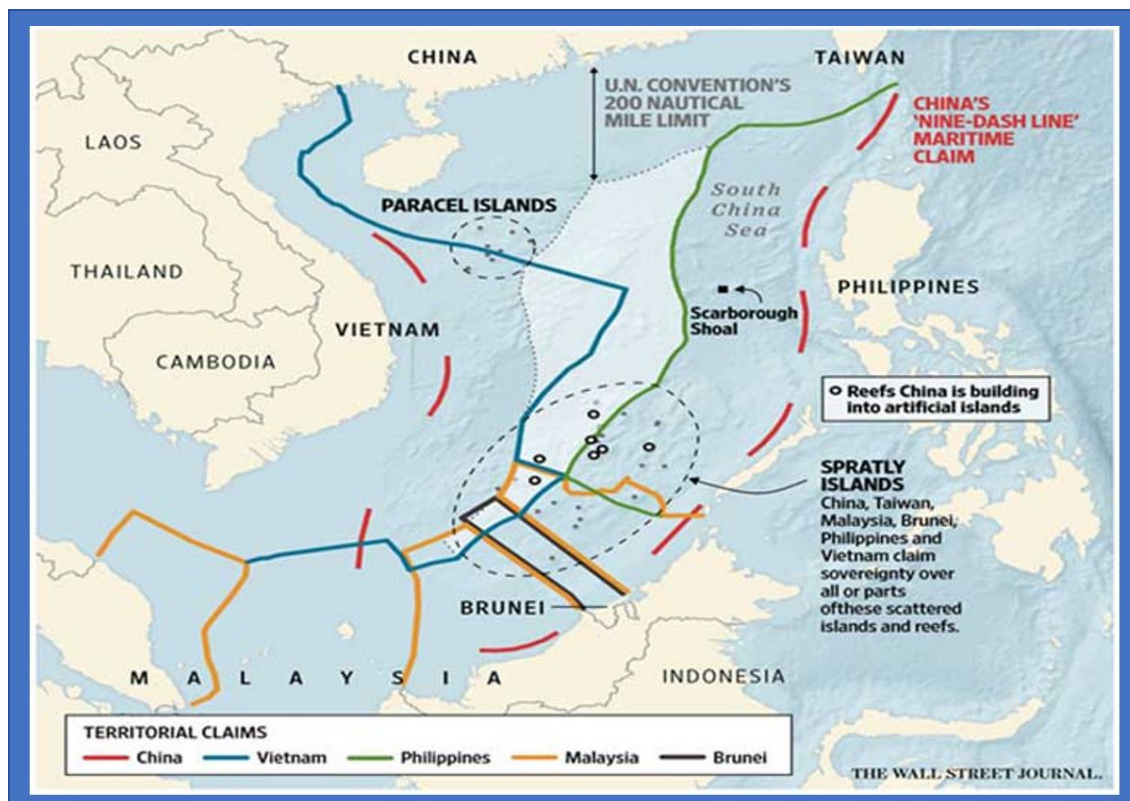 CHINA
TAIWAN
U.N. CONVENTION'S
200 NAUTICAL
MILE LIMIT
CHINA'S
'NINE-DASH LINE'
MARITIME
CLAIM
LAOS
South
China
Sea
PARACEL ISLANDS
THAILAND
PHILIPPINES
Scarborough
Shoal
VIETNAM
CAMBODIA
Reefs China is building
into artificial islands
SPRATLY
ISLANDS
China, Taiwan,
Malaysia, Brunei,
Philippines and
Vietnam claim
sovereignty over
all or parts
ofthese scattered
islands and reefs.
BRUNEI
MALAYSIA
INDONESIA
TERRITORIAL CLAIMS
China Vietnam Philippines Malaysia Brunei
THE WALL STREET JOURNAL.